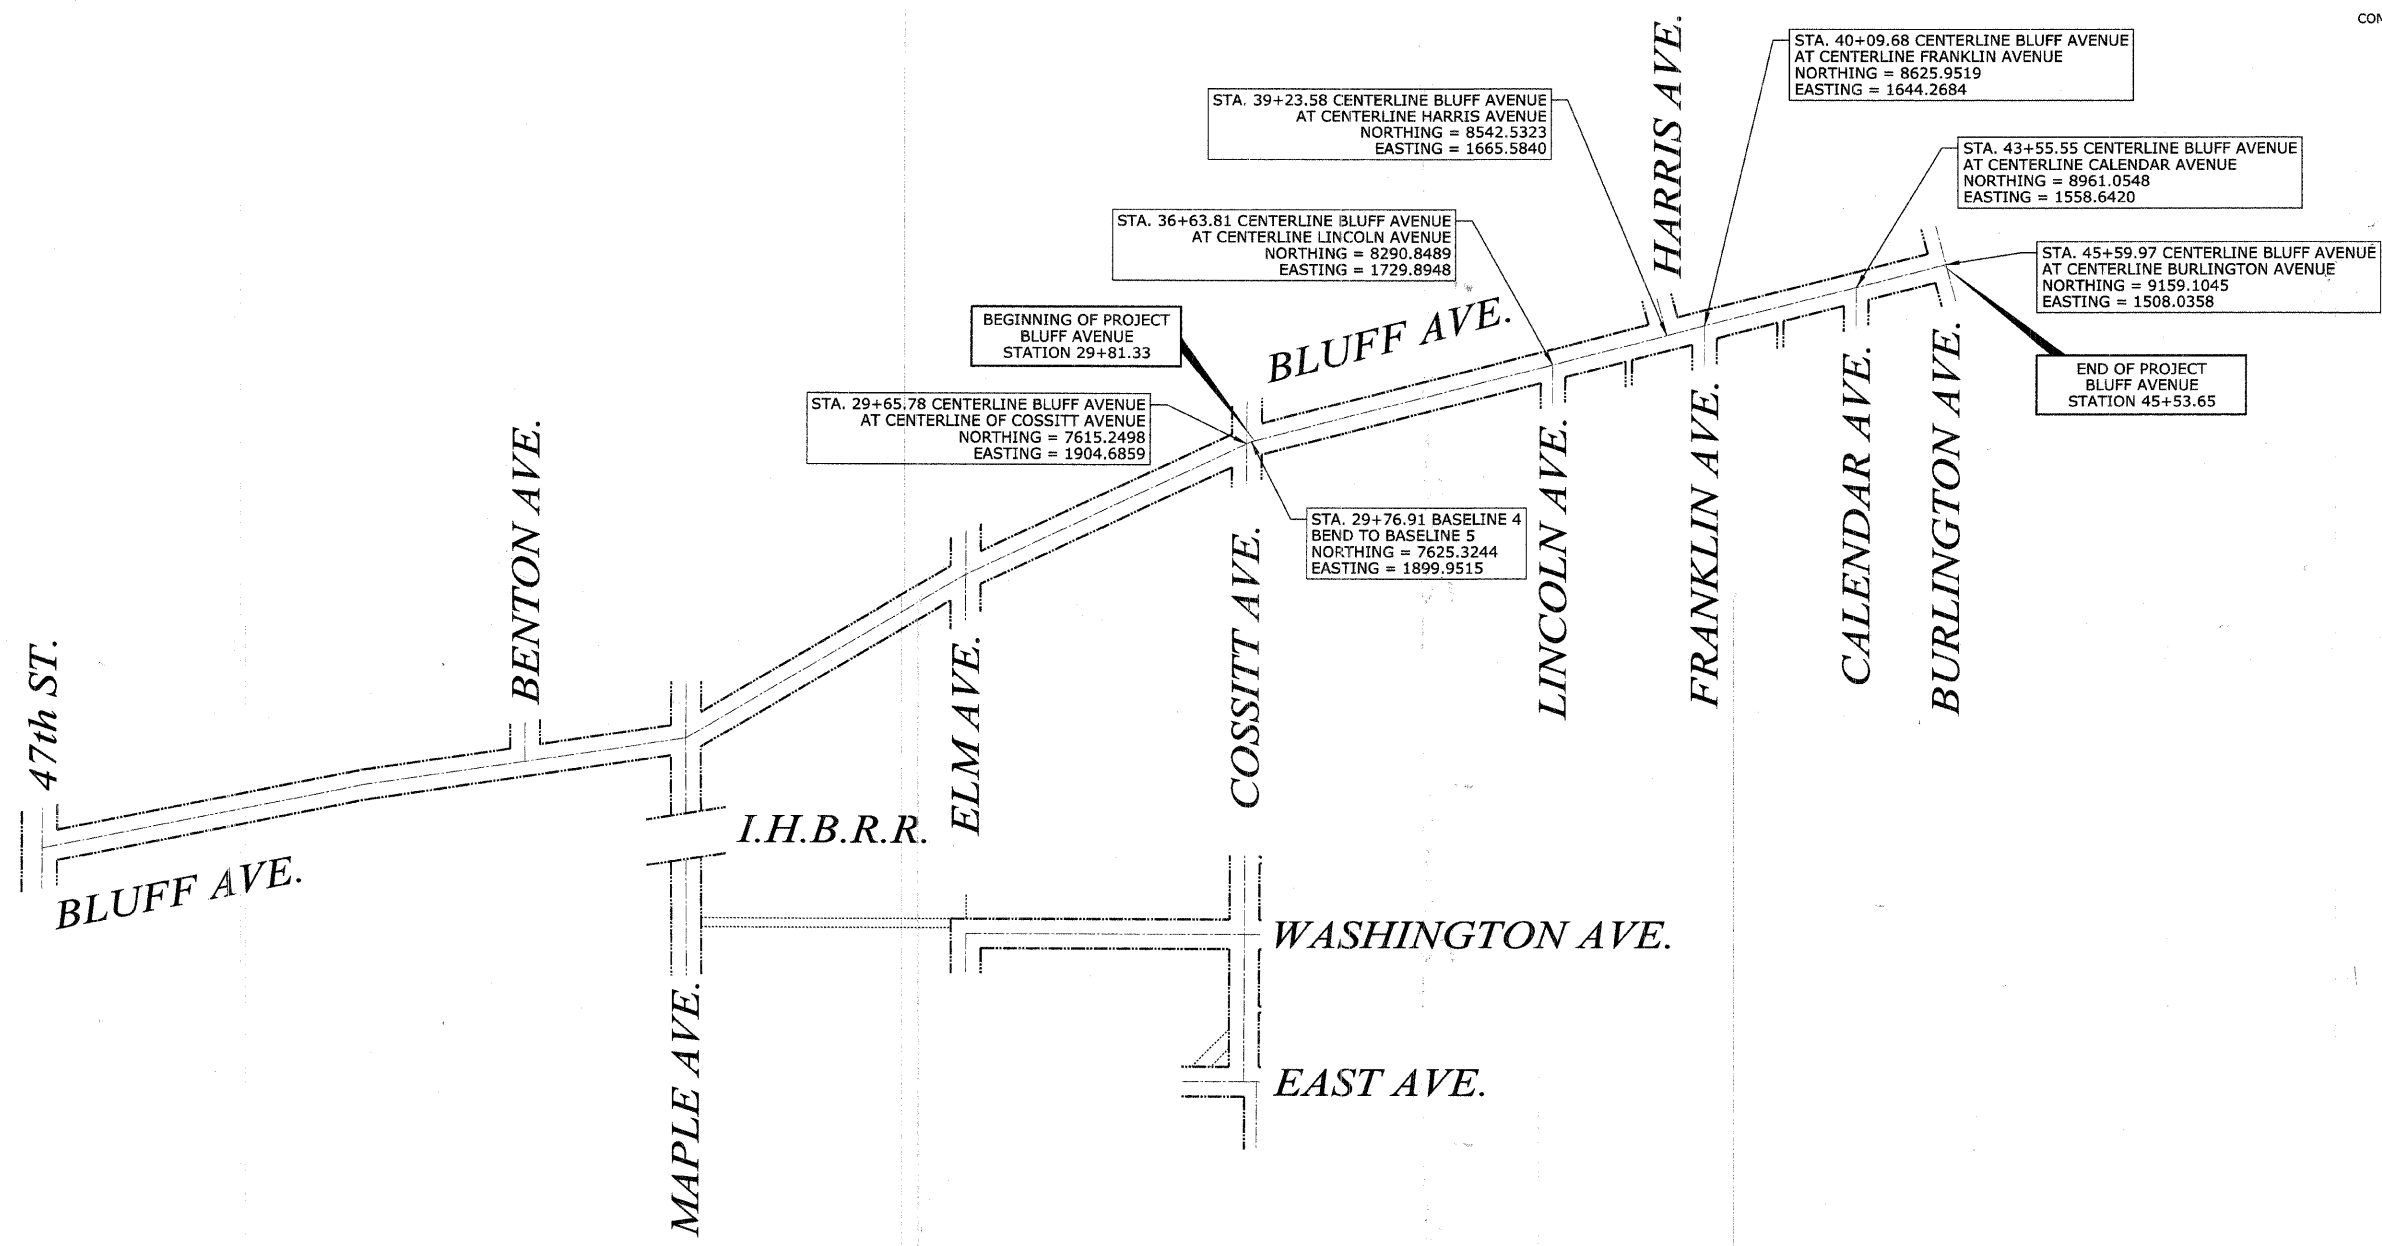 CON
HARRIS AVE.
STA. 40+09.68 CENTERLINE BLUFF AVENUE
AT CENTERLINE FRANKLIN AVENUE
NORTHING = 8625.9519
EASTING = 1644.2684
STA. 39+23.58 CENTERLINE BLUFF AVENUE
AT CENTERLINE HARRIS AVENUE
NORTHING = 8542.5323
EASTING = 1665.5840
STA. 43+55.55 CENTERLINE BLUFF AVENUE
AT CENTERLINE CALENDAR AVENUE
NORTHING = 8961.0548
EASTING = 1558.6420
STA. 36+63.81 CENTERLINE BLUFF AVENUE
AT CENTERLINE LINCOLN AVENUE
NORTHING = 8290.8489
EASTING = 1729.8948
STA. 45+59.97 CENTERLINE BLUFF AVENUE
AT CENTERLINE BURLINGTON AVENUE
NORTHING = 9159.1045
EASTING = 1508.0358
BEGINNING OF PROJECT
BLUFF AVENUE
STATION 29+81.33
BLUFF AVE.
END OF PROJECT
BLUFF AVENUE
STATION 45+53.65
STA. 29+65.78 CENTERLINE BLUFF AVENUE
AT CENTERLINE OF COSSITT AVENUE
NORTHING = 7615.2498
EASTING = 1904.6859
STA. 29+76.91 BASELINE 4
BEND TO BASELINE 5
NORTHING = 7625.3244
EASTING = 1899.9515
47th ST.
BENTON AVE.
ELM AVE.
COSSITT AVE.
LINCOLN AVE.
FRANKLIN AVE.
CALENDAR AVE.
BURLINGTON AVE.
I.H.B.R.R.
BLUFF AVE.
WASHINGTON AVE.
MAPLE AVE.
EAST AVE.